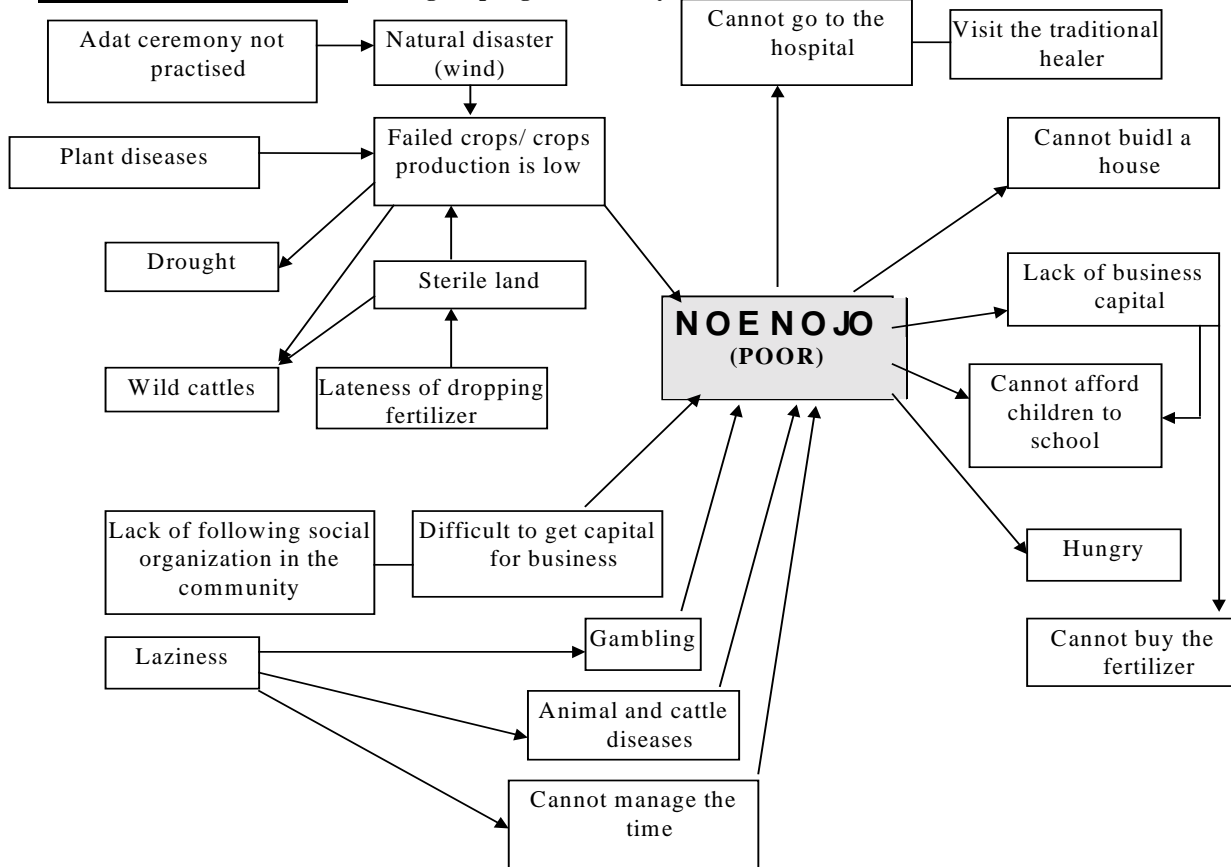 Cannot go to the
hospital
Visit the traditional
healer
Adat ceremony not
practised
Natural disaster
(wind)
Plant diseases
Failed crops/ crops
production is low
Cannot buidl a
house
Drought
Sterile land
Lack of business
capital
NOENOJO
(POOR)
Wild cattles
Lateness of dropping
fertilizer
Cannot afford
children to
school
Lack of following social
organization in the
community
Difficult to get capital
for business
Hungry
Laziness
Gambling
Cannot buy the
fertilizer
Animal and cattle
diseases
Cannot manage the
time